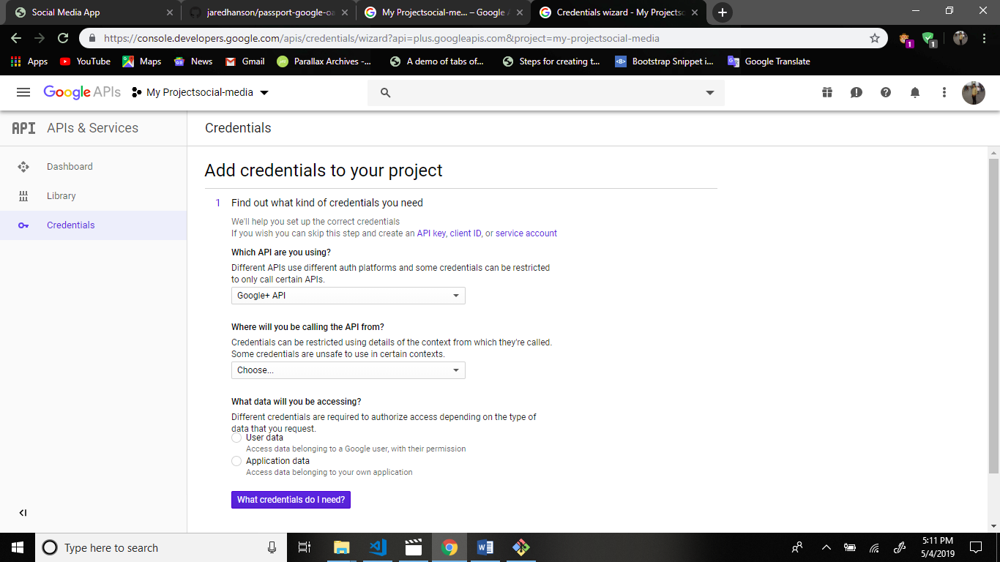 Social Media App
jaredhanson/passport-google-oa
My Projectsocial-me... – Google A
Credentials wizard - My Projectso
https://console.developers.google.com/apis/credentials/wizard?api=plus.googleapis.com&project=my-projectsocial-media
1
1
Apps
YouTube
Maps
News
Gmail
Parallax Archives -...
A demo of tabs of...
Steps for creating t...
<B>
Bootstrap Snippet i...
Google Translate
Google APIs
My Projectsocial-media
API APIs & Services
Credentials
Dashboard
Library
Credentials
Add credentials to your project
1 Find out what kind of credentials you need
We'll help you set up the correct credentials
If you wish you can skip this step and create an API key, client ID, or service account
Which API are you using?
Different APIs use different auth platforms and some credentials can be restricted
to only call certain APIs.
Google+ API
Where will you be calling the API from?
Credentials can be restricted using details of the context from which they're called.
Some credentials are unsafe to use in certain contexts.
Choose...
What data will you be accessing?
Different credentials are required to authorize access depending on the type of
data that you request.
User data
Access data belonging to a Google user, with their permission
Application data
Access data belonging to your own application
What credentials do I need?
Type here to search
5:11 PM
5/4/2019